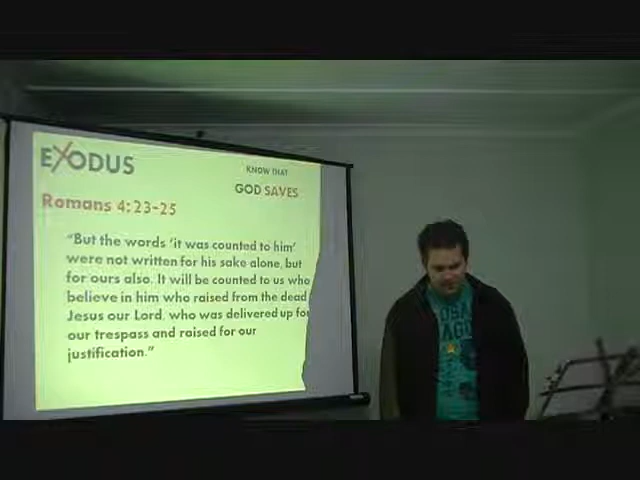 EXODUS
KNOW THAT
GOD SAVES
Romans 4:23-25
"But the words 'it was counted to him'
were not written for his sake alone, but
for ours also. It will be counted to us who
believe in him who raised from the dead
Jesus our Lord, who was delivered up for
our trespass and raised for our
justification."